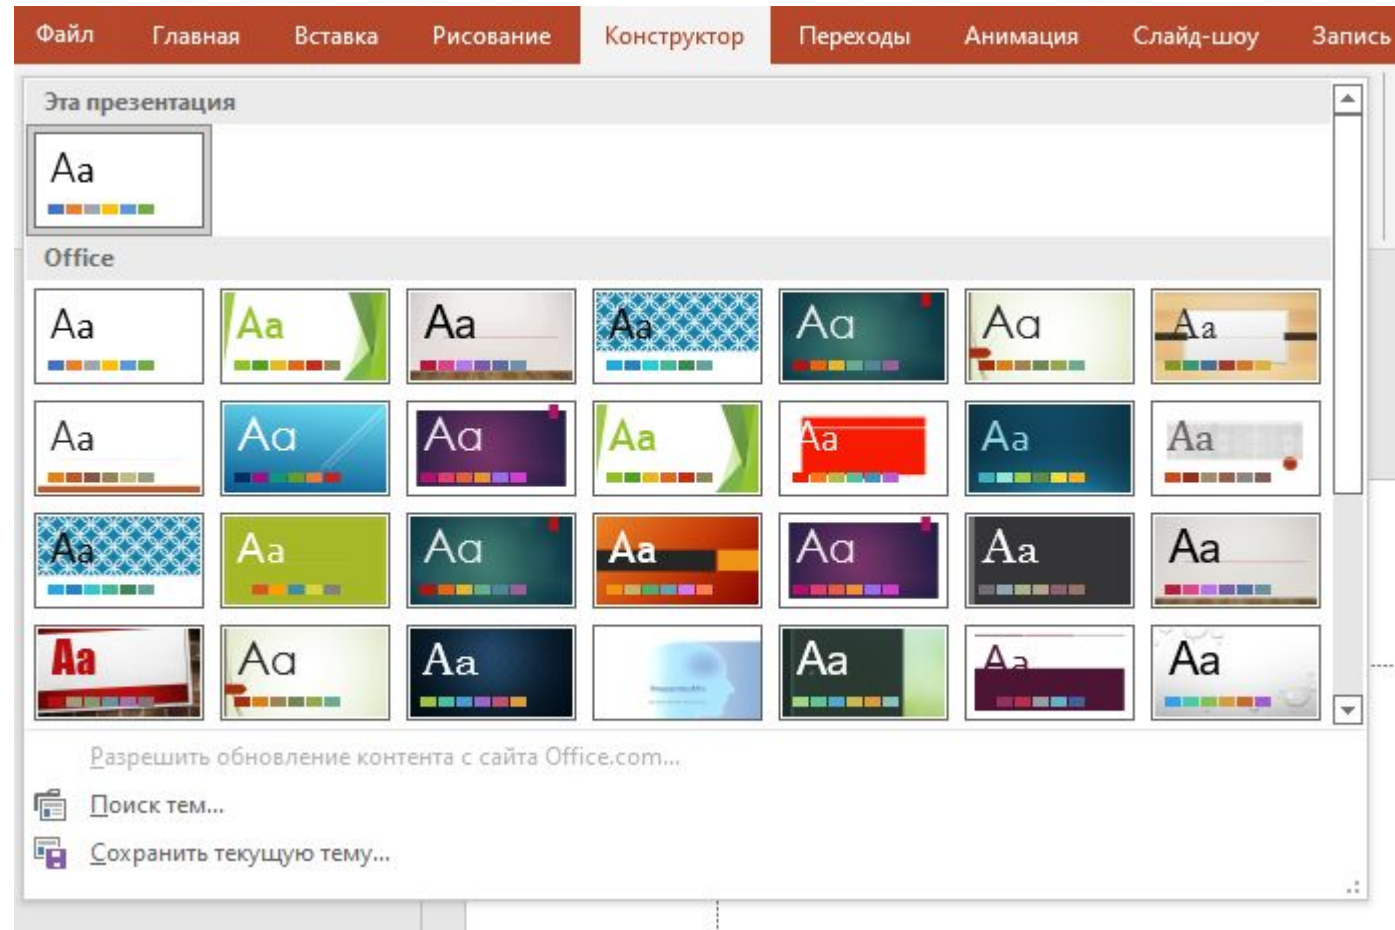 Файл Главная Вставка Рисование Конструктор Переходы Анимация Слайд-шоу Запись
Эта презентация
Aa
Office
Aa Aa Aa Aa Aa Aa Aa
Aa Aa Aa Aa Aa Aa Aa
Aa Aa Aa Aa Aa Aa Aa
Aa Aa Aa Aa Aa Aa
Разрешить обновление контента с сайта Office.com...
Поиск тем...
Сохранить текущую тему...